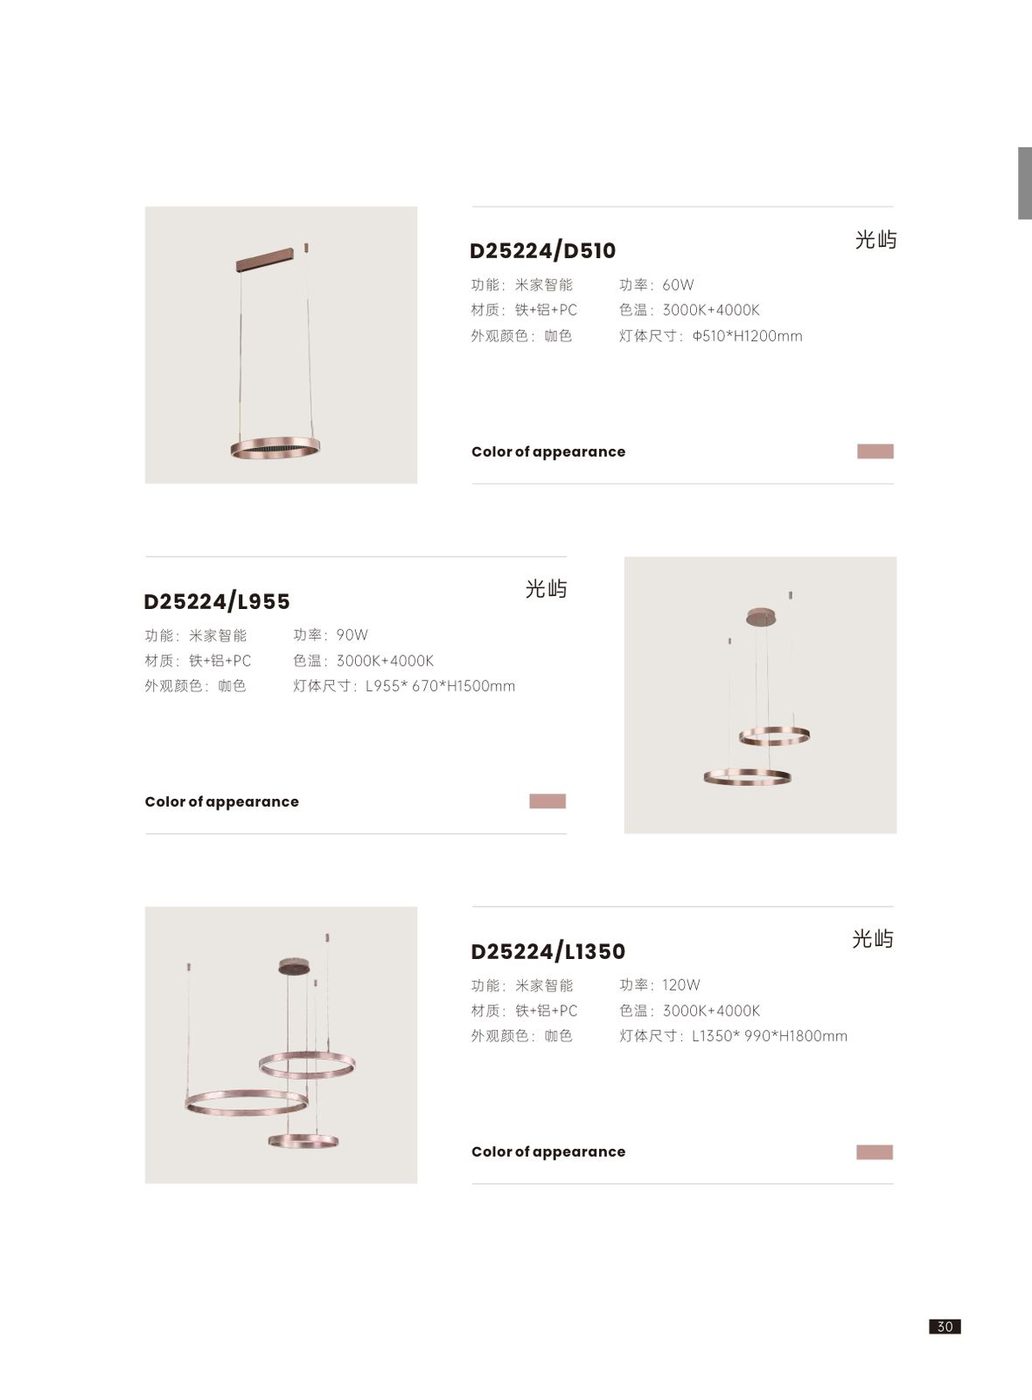 光屿
D25224/D510
功能：米家智能 功率：60W
材质：铁+铝+PC 色温：3000K+4000K
外观颜色：咖色 灯体尺寸：Φ510*H1200mm
Color of appearance
光屿
D25224/L955
功能：米家智能 功率：90W
材质：铁+铝+PC 色温：3000K+4000K
外观颜色：咖色 灯体尺寸：L955* 670*H1500mm
Color of appearance
光屿
D25224/L1350
功能：米家智能 功率：120W
材质：铁+铝+PC 色温：3000K+4000K
外观颜色：咖色 灯体尺寸：L1350* 990*H1800mm
Color of appearance
30